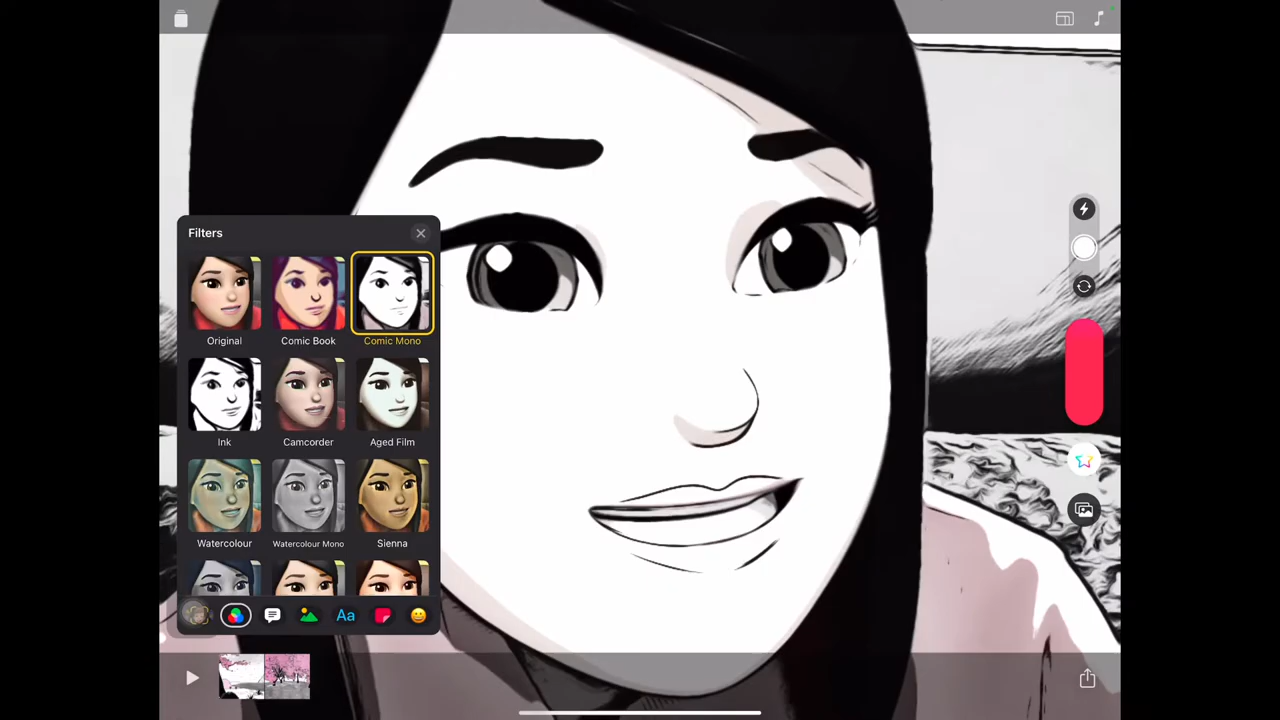 Filters
Original
Comic Book
Comic Mono
Ink
Camcorder
Aged Film
Watercolour
Watercolour Mono
Sienna
Aa